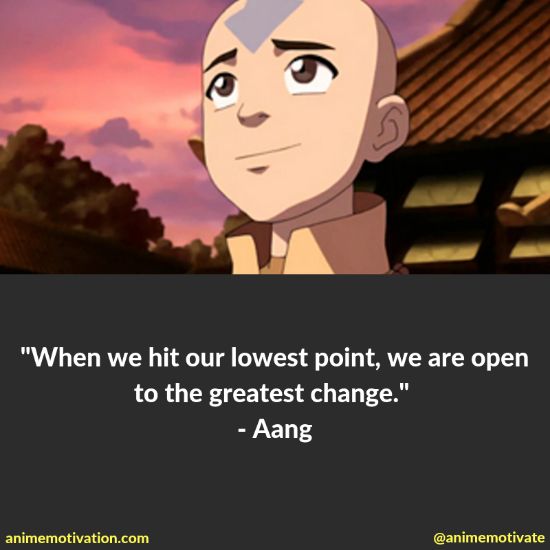 "When we hit our lowest point, we are open
to the greatest change."
- Aang
animemotivation.com
@animemotivate